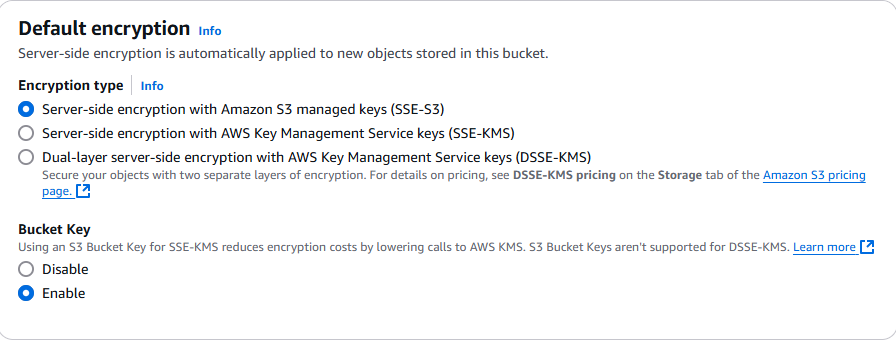 Default encryption Info
Server-side encryption is automatically applied to new objects stored in this bucket.
Encryption type Info
Server-side encryption with Amazon S3 managed keys (SSE-S3)
Server-side encryption with AWS Key Management Service keys (SSE-KMS)
Dual-layer server-side encryption with AWS Key Management Service keys (DSSE-KMS)
Secure your objects with two separate layers of encryption. For details on pricing, see DSSE-KMS pricing on the Storage tab of the Amazon S3 pricing
page.
Bucket Key
Using an S3 Bucket Key for SSE-KMS reduces encryption costs by lowering calls to AWS KMS. S3 Bucket Keys aren't supported for DSSE-KMS. Learn more
Disable
Enable